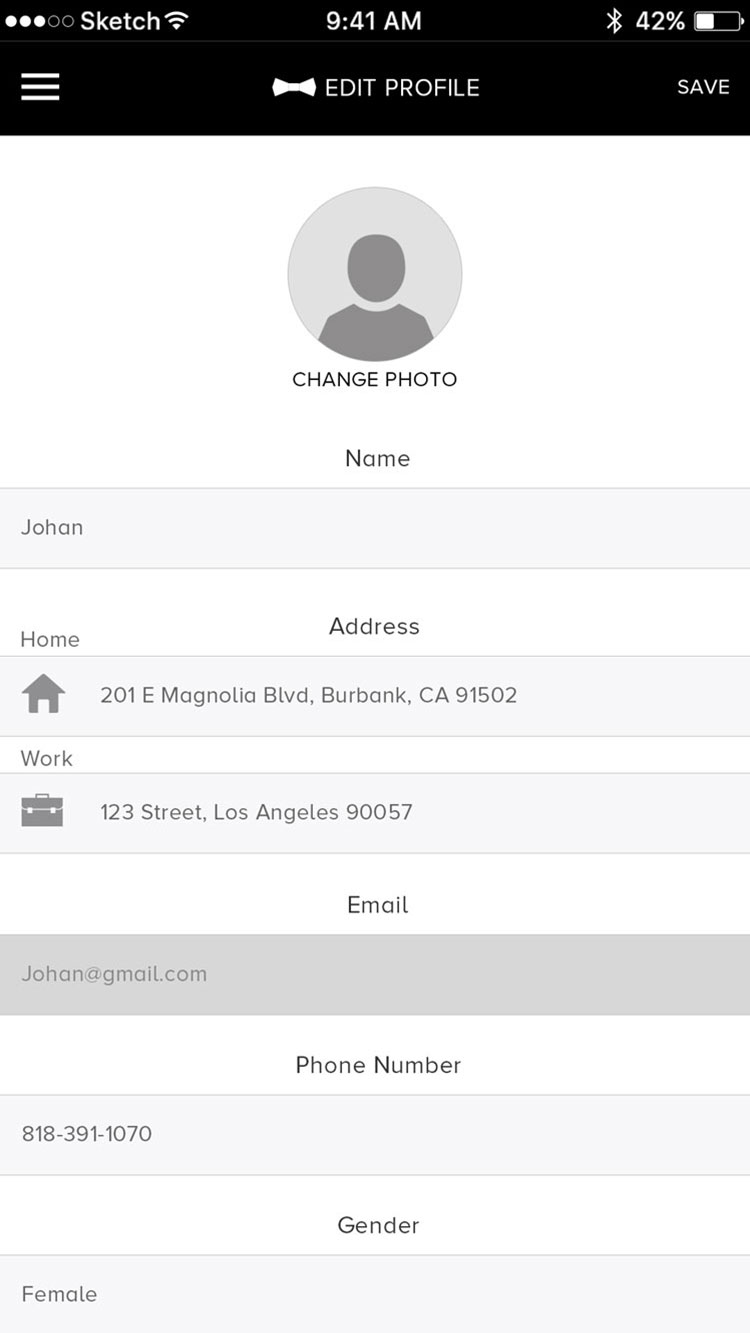 Sketch 9:41 AM 42%
EDIT PROFILE SAVE
CHANGE PHOTO
Name
Johan
Address
Home
201 E Magnolia Blvd, Burbank, CA 91502
Work
123 Street, Los Angeles 90057
Email
Johan@gmail.com
Phone Number
818-391-1070
Gender
Female